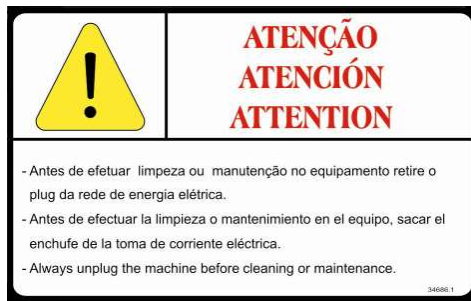 ATENÇÃO
ATENCIÓN
ATTENTION
- Antes de efetuar limpeza ou manutenção no equipamento retire o
plug da rede de energia elétrica.
- Antes de efectuar la limpieza o mantenimiento en el equipo, sacar el
enchufe de la toma de corriente eléctrica.
- Always unplug the machine before cleaning or maintenance.
34686.1